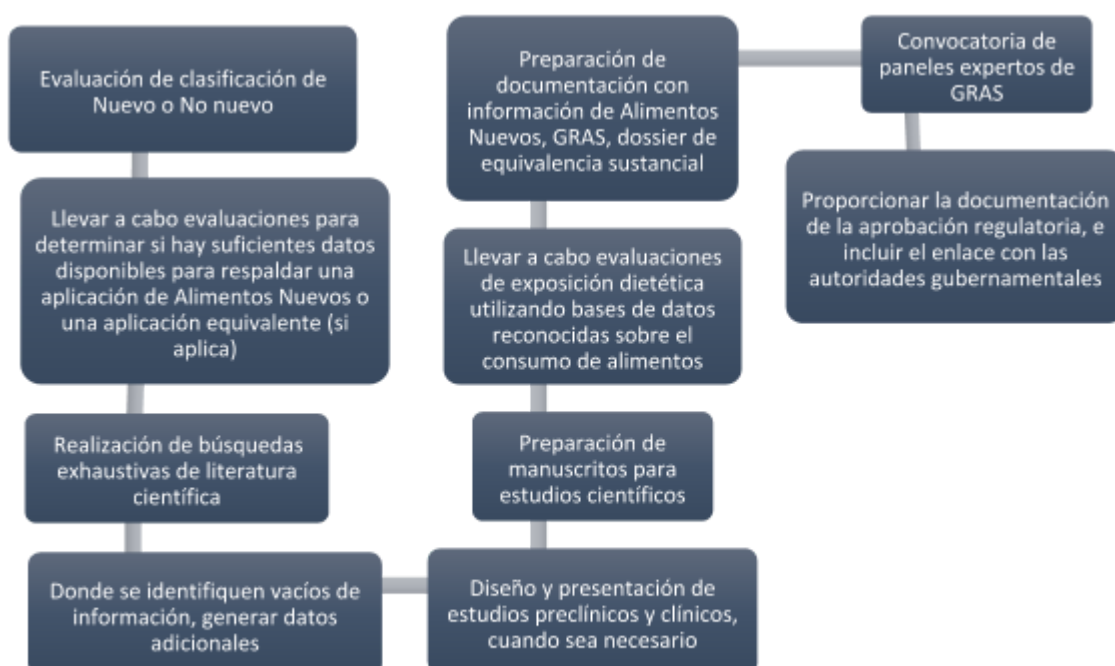 Evaluación de clasificación de
Nuevo o No nuevo
Llevar a cabo evaluaciones para
determinar si hay suficientes datos
disponibles para respaldar una
aplicación de Alimentos Nuevos o
una aplicación equivalente (si
aplica)
Realización de búsquedas
exhaustivas de literatura
científica
Donde se identifiquen vacíos de
información, generar datos
adicionales
Diseño y presentación de
estudios preclínicos y clínicos,
cuando sea necesario
Preparación de
manuscritos para
estudios científicos
Llevar a cabo evaluaciones
de exposición dietética
utilizando bases de datos
reconocidas sobre el
consumo de alimentos
Preparación de
documentación con
información de Alimentos
Nuevos, GRAS, dossier de
equivalencia sustancial
Convocatoria de
paneles expertos de
GRAS
Proporcionar la documentación
de la aprobación regulatoria, e
incluir el enlace con las
autoridades gubernamentales